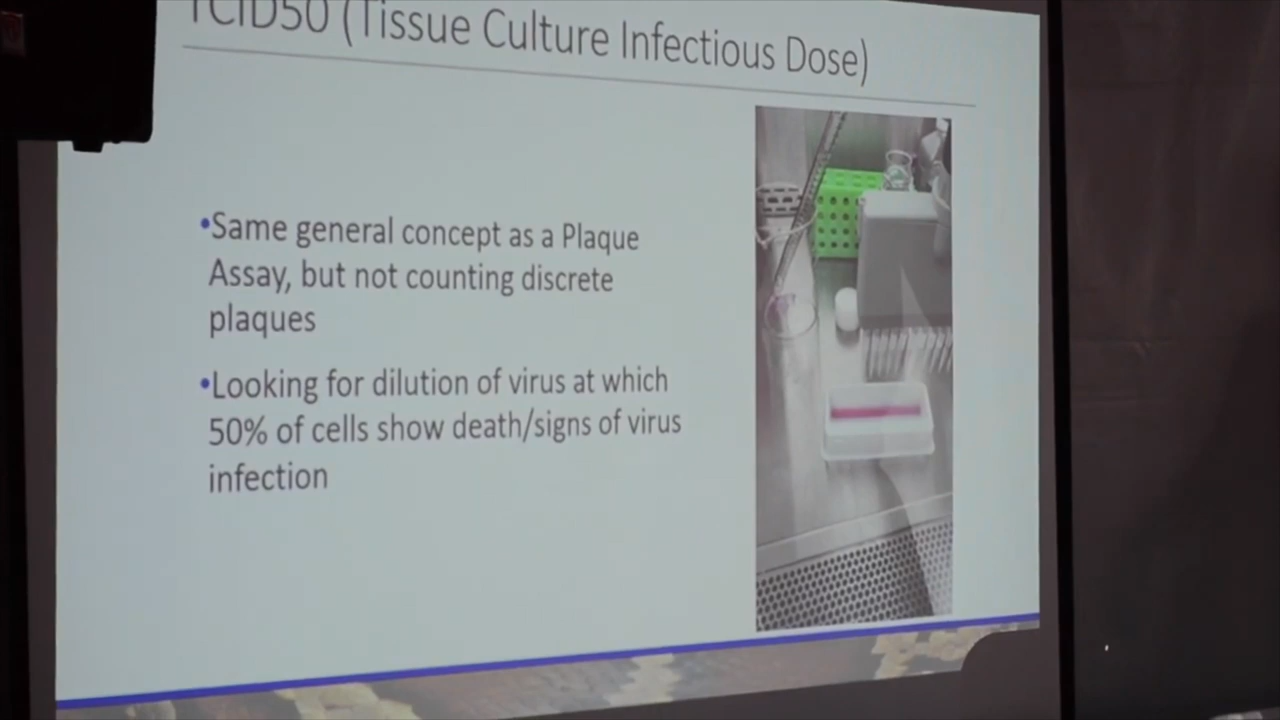 TCID50 (Tissue Culture Infectious Dose)
•Same general concept as a Plaque
Assay, but not counting discrete
plaques
•Looking for dilution of virus at which
50% of cells show death/signs of virus
infection